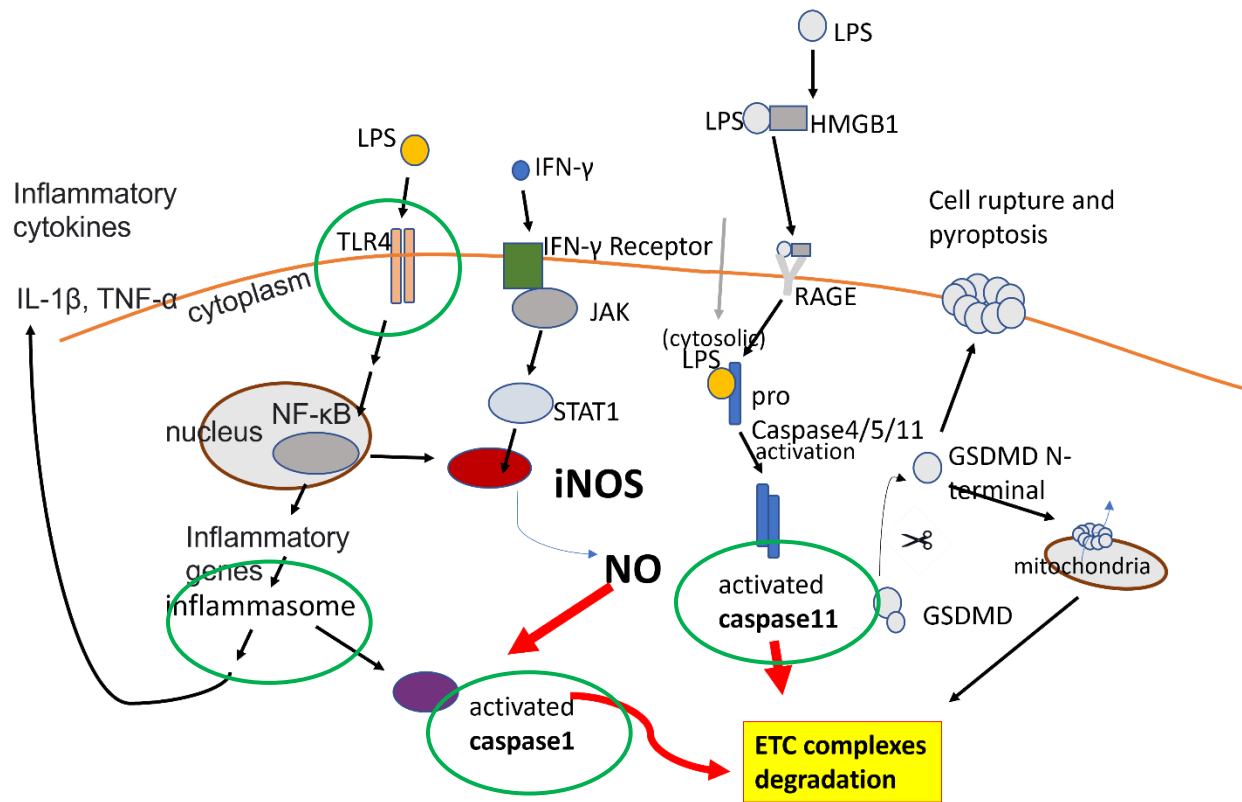 LPS
LPS
HMGB1
LPS
IFN-γ
Inflammatory
cytokines
Cell rupture and
pyroptosis
TLR4
IFN-γ Receptor
IL-1β, TNF-α
cytoplasm
RAGE
JAK
(cytosolic)
LPS
pro
Caspase4/5/11
activation
STAT1
NF-κB
nucleus
iNOS
GSDMD N-
terminal
Inflammatory
genes
inflammasome
NO
mitochondria
activated
caspase11
GSDMD
activated
caspase1
ETC complexes
degradation